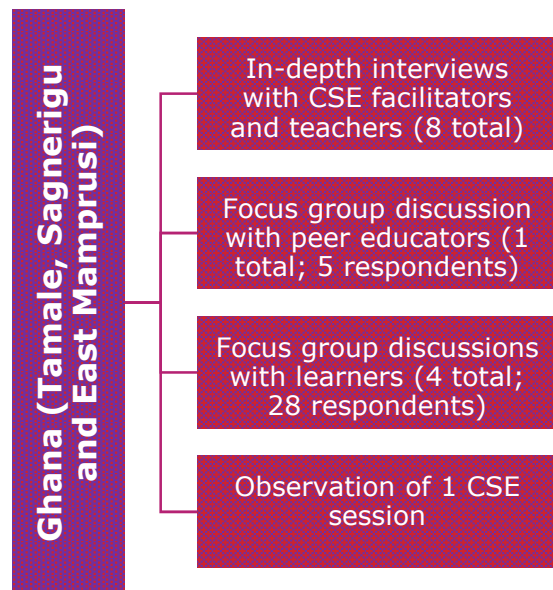 Ghana (Tamale, Sagnerigu
and East Mamprusi)
In-depth interviews
with CSE facilitators
and teachers (8 total)
Focus group discussion
with peer educators (1
total; 5 respondents)
Focus group discussions
with learners (4 total;
28 respondents)
Observation of 1 CSE
session